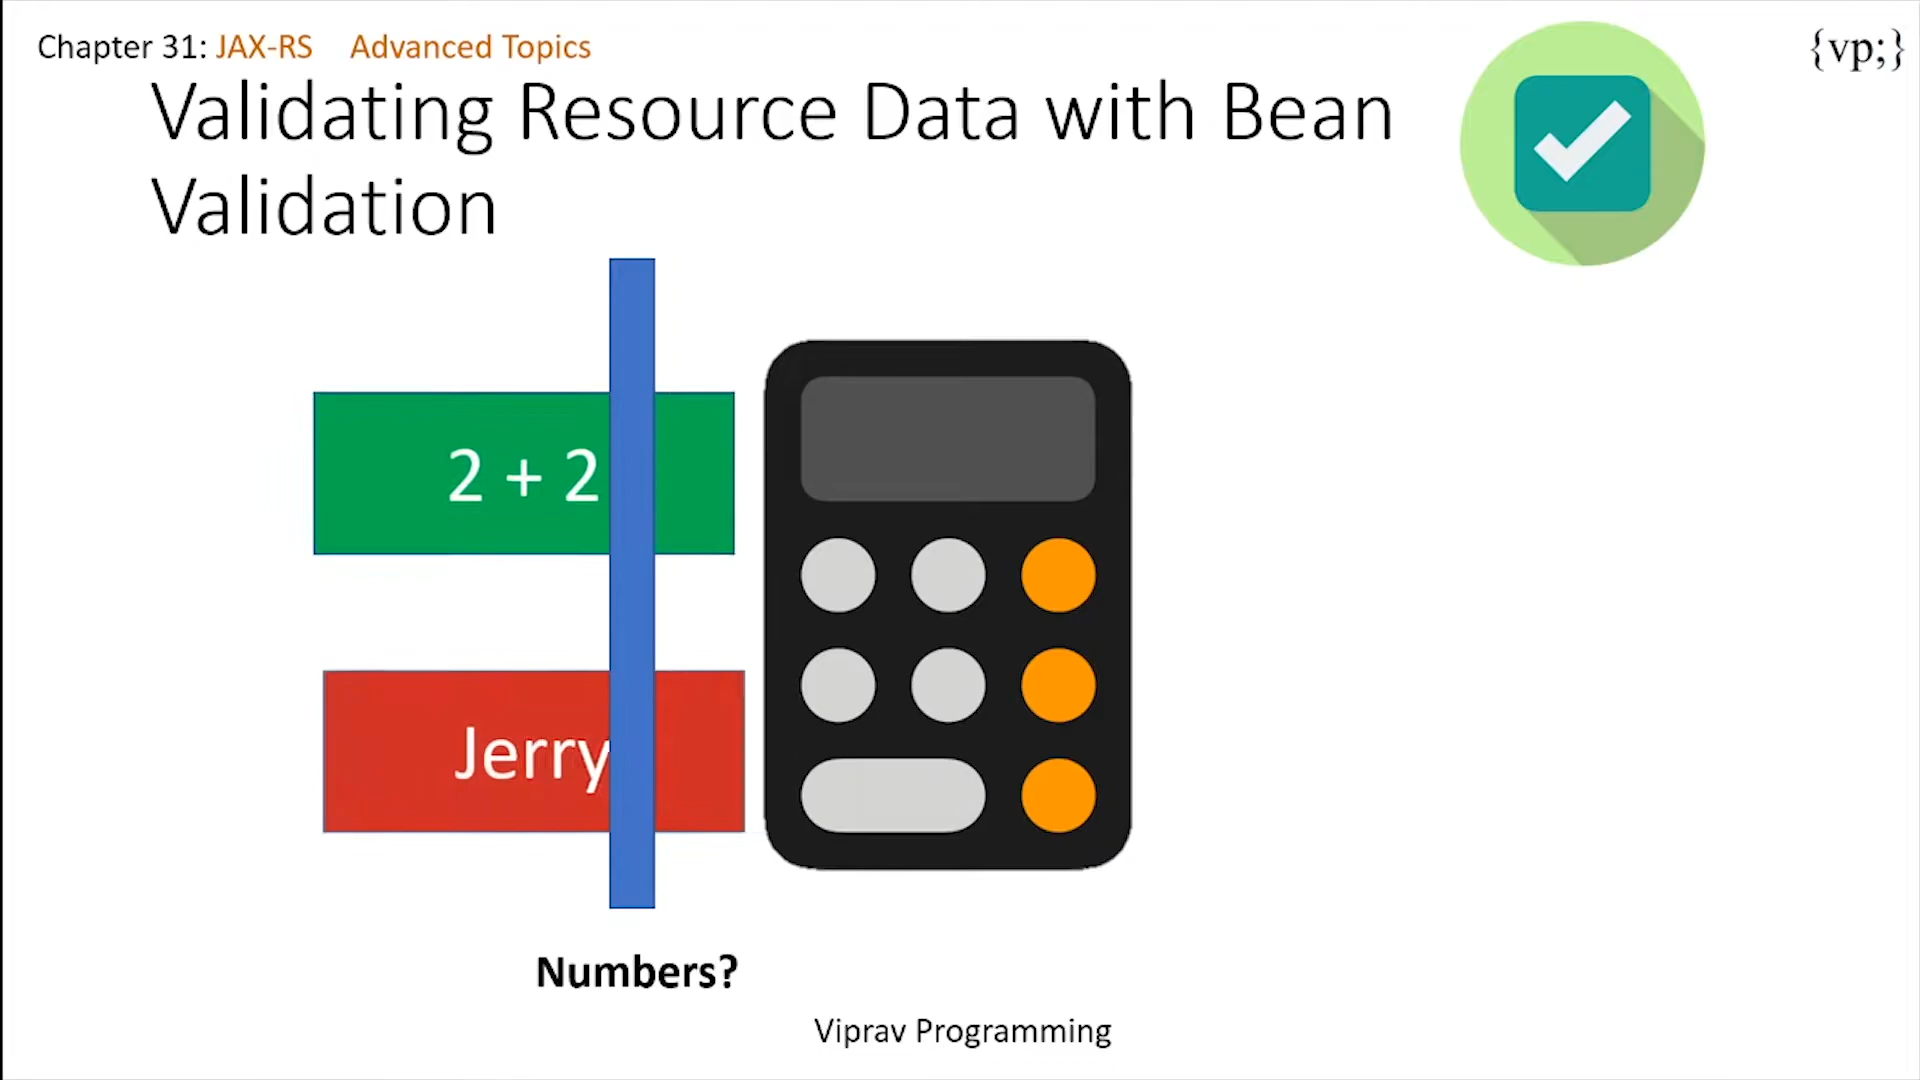 Chapter 31: JAX-RS Advanced Topics
{vp;}
Validating Resource Data with Bean
Validation
2 + 2
Jerry
Numbers?
Viprav Programming